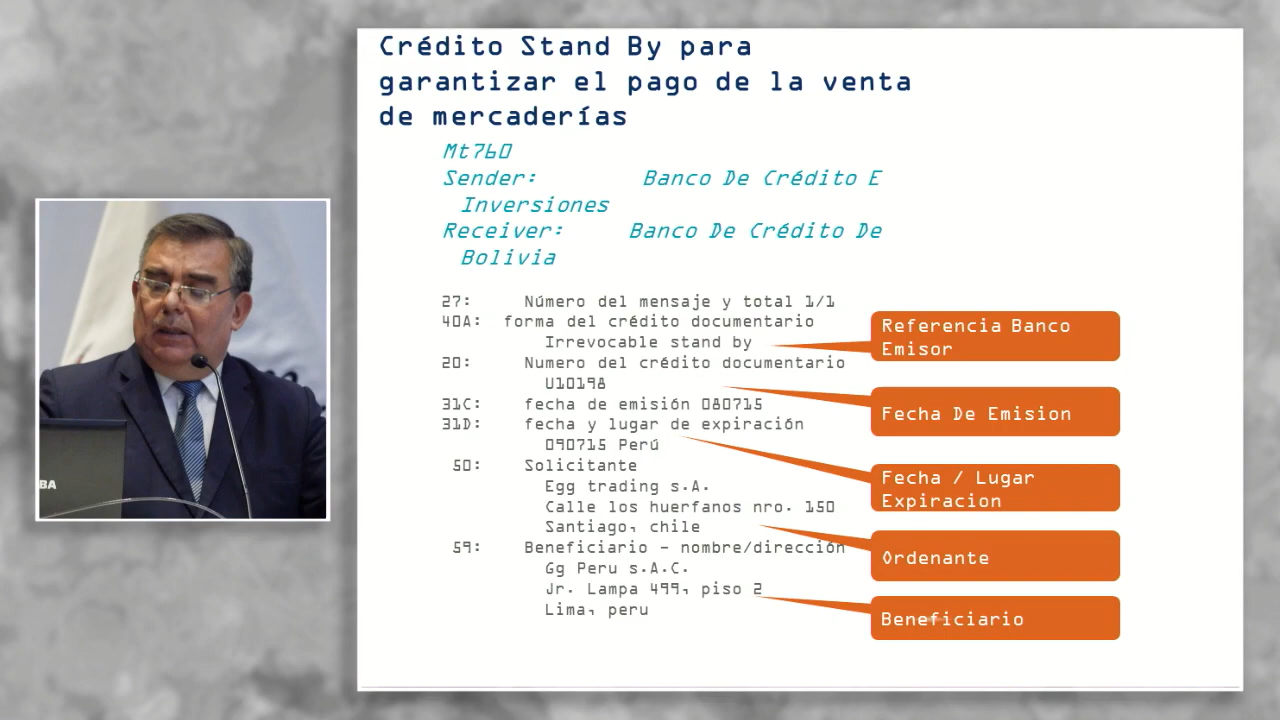 Crédito Stand By para
garantizar el pago de la venta
de mercaderías
Mt760
Sender: Banco De Crédito E
Inversiones
Receiver: Banco De Crédito De
Bolivia
27: Número del mensaje y total 1/1
40A: forma del crédito documentario
Irrevocable stand by
20: Numero del crédito documentario
U10198
31C: fecha de emisión 080715
31D: fecha y lugar de expiración
090715 Perú
50: Solicitante
Egg trading s.A.
Calle los huerfanos nro. 150
Santiago, chile
59: Beneficiario - nombre/dirección
Gg Peru s.A.C.
Jr. Lampa 499, piso 2
Lima, peru
Referencia Banco
Emisor
Fecha De Emision
Fecha / Lugar
Expiracion
Ordenante
Beneficiario
BA